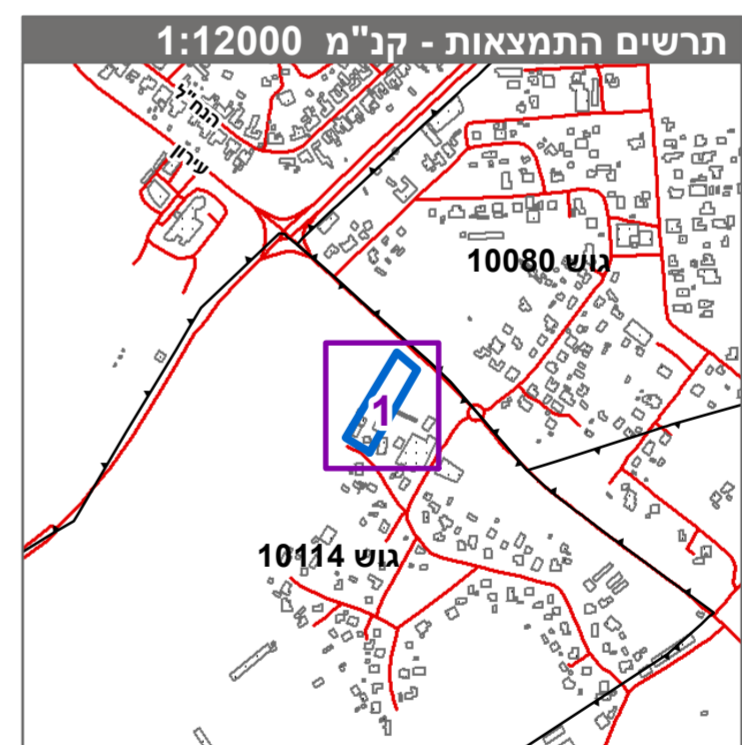 תרשים התמצאות - קנ"מ 1:12000
הנח"ל
עירון
גוש 10080
1
גוש 10114